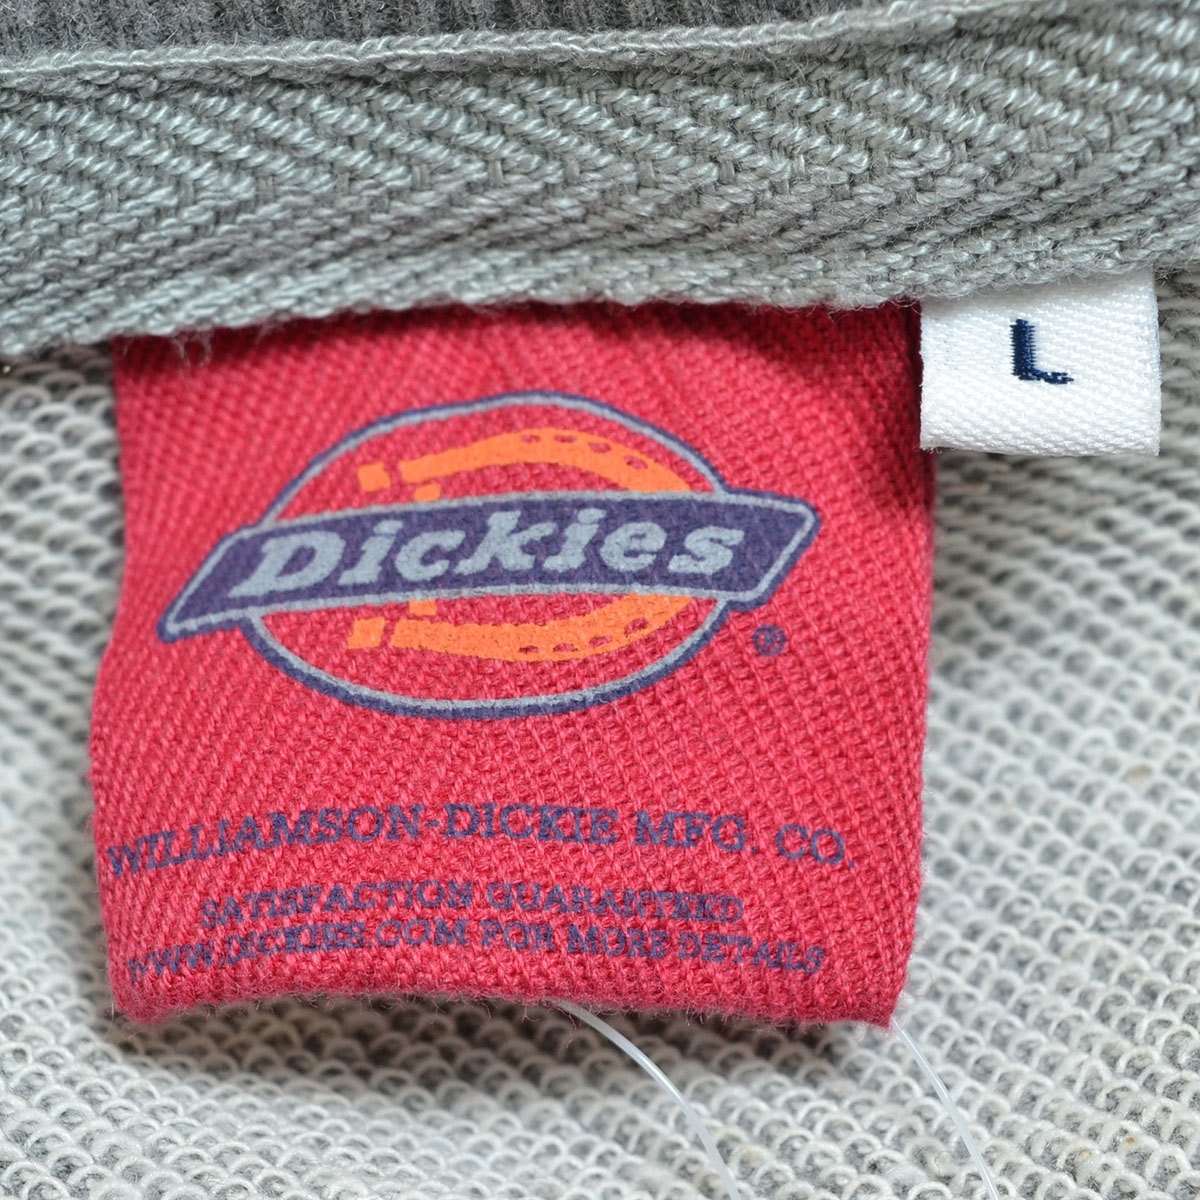 L
Dickies
®
WILLIAMSON-DICKIE MFG. CO.
SATISFACTION GUARANTEED
WWW.DICKIES.COM FOR MORE DETAILS